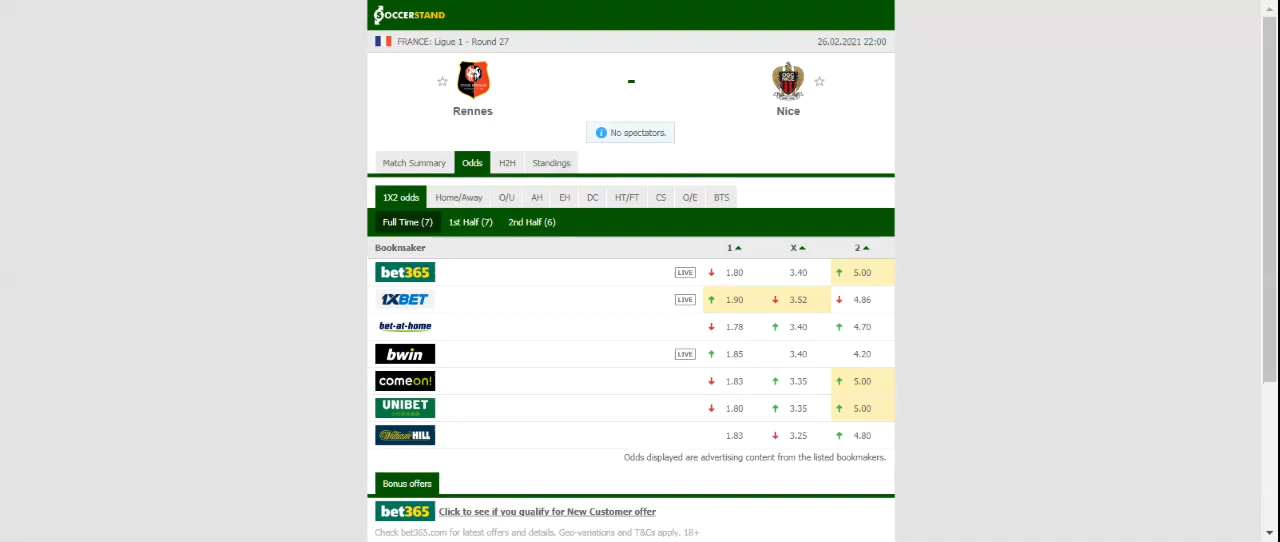 SOCCERSTAND
FRANCE: Ligue 1 - Round 27 26.02.2021 22:00
-
Rennes Nice
No spectators.
Match Summary Odds H2H Standings
1X2 odds Home/Away O/U AH EH DC HT/FT CS O/E BTS
Full Time (7) 1st Half (7) 2nd Half (6)
Bookmaker 1 X 2
bet365 LIVE 1.80 3.40 5.00
1XBET LIVE 1.90 3.52 4.86
bet-at-home 1.78 3.40 4.70
bwin LIVE 1.85 3.40 4.20
comeon! 1.83 3.35 5.00
UNIBET 1.80 3.35 5.00
William HILL 1.83 3.25 4.80
Odds displayed are advertising content from the listed bookmakers.
Bonus offers
bet365 Click to see if you qualify for New Customer offer
Check bet365.com for latest offers and details. Geo-variations and T&Cs apply. 18+